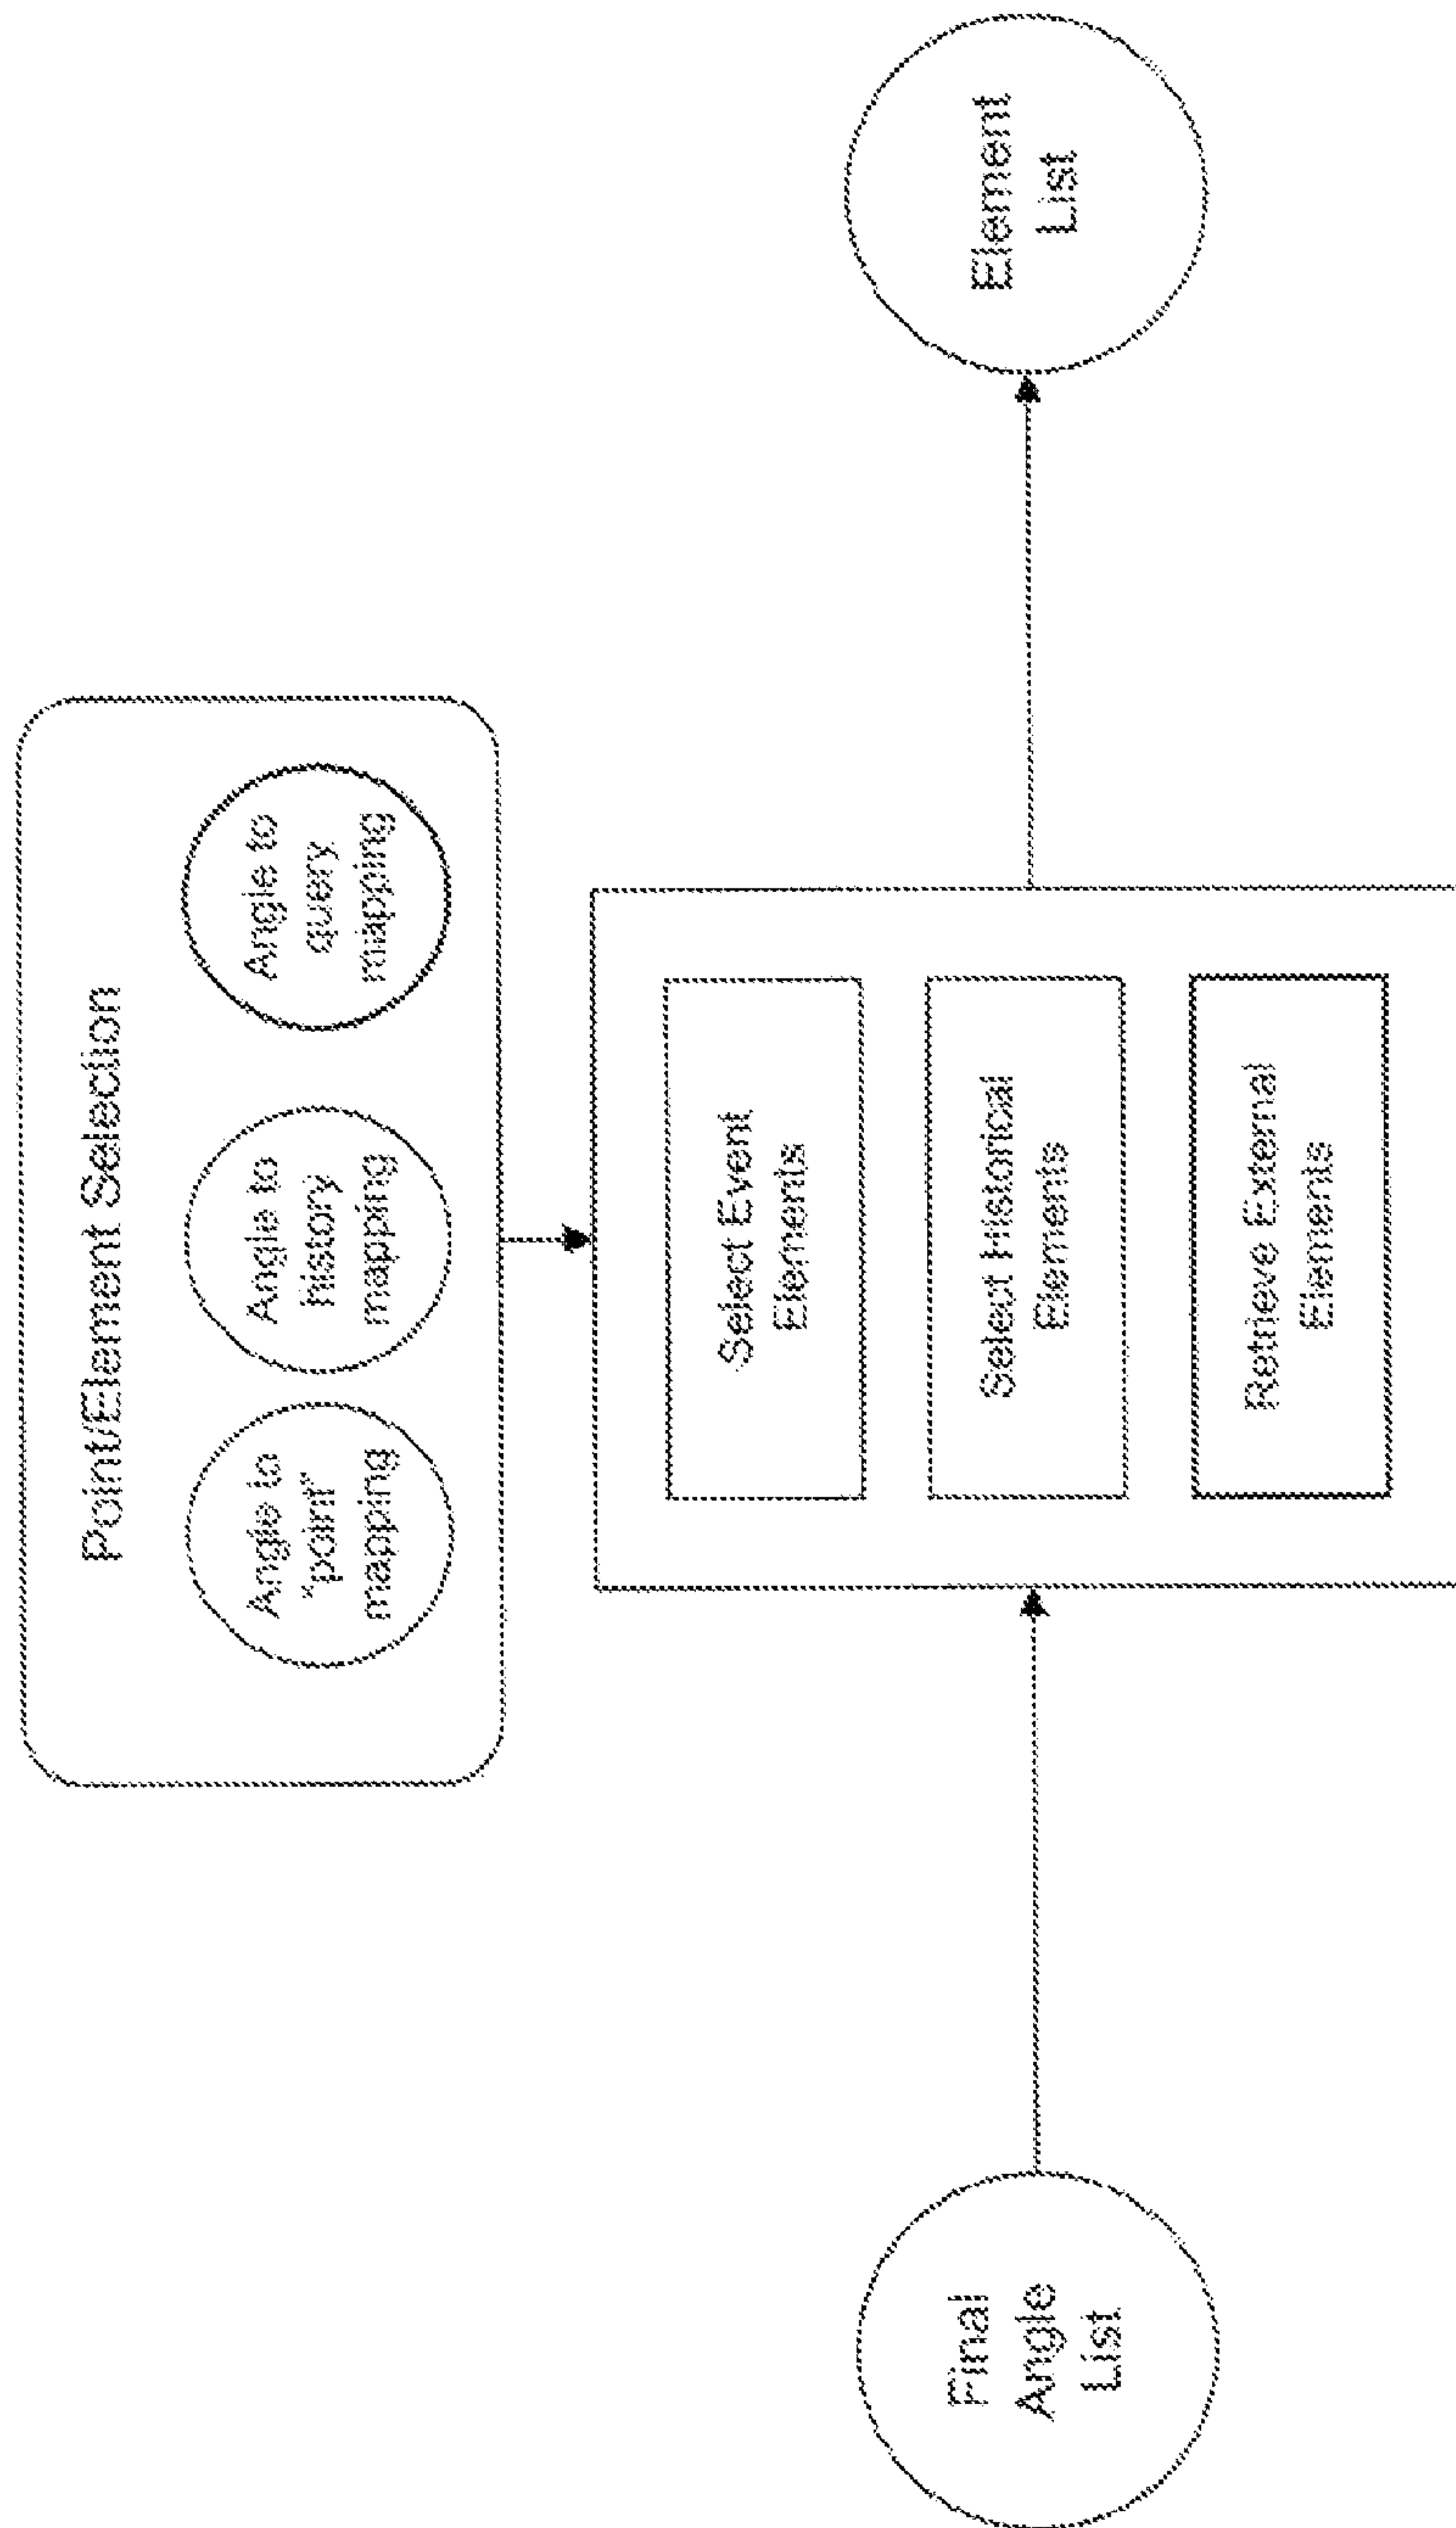 Point/Element Selection
Angle to
"point"
mapping
Angle to
history
mapping
Angle to
query
mapping
Final
Angle
List
Select Event
Elements
Select Historical
Elements
Retrieve External
Elements
Element
List